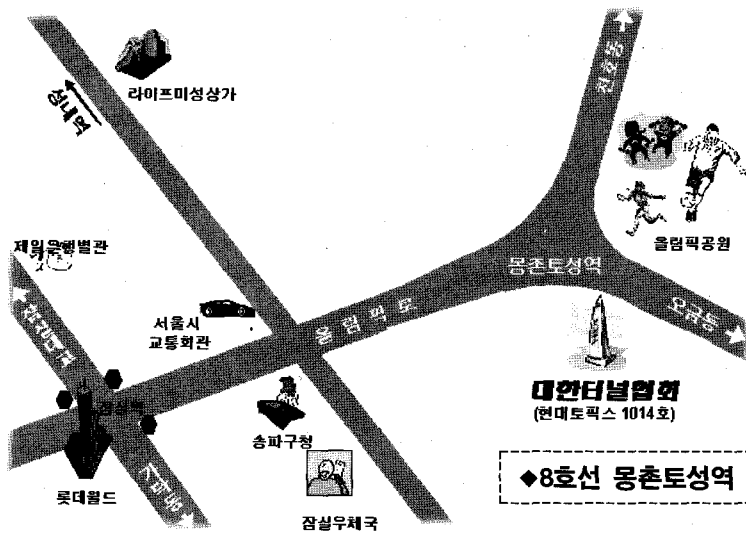 라이프미성상가
성내역
천호동
올림픽공원
제일은행별관
몽촌토성역
서울시
교통회관
올림픽로
오금동
잠실역
대한터널협회
(현대토픽스 1014호)
송파구청
롯데월드
잠실우체국
◆8호선 몽촌토성역